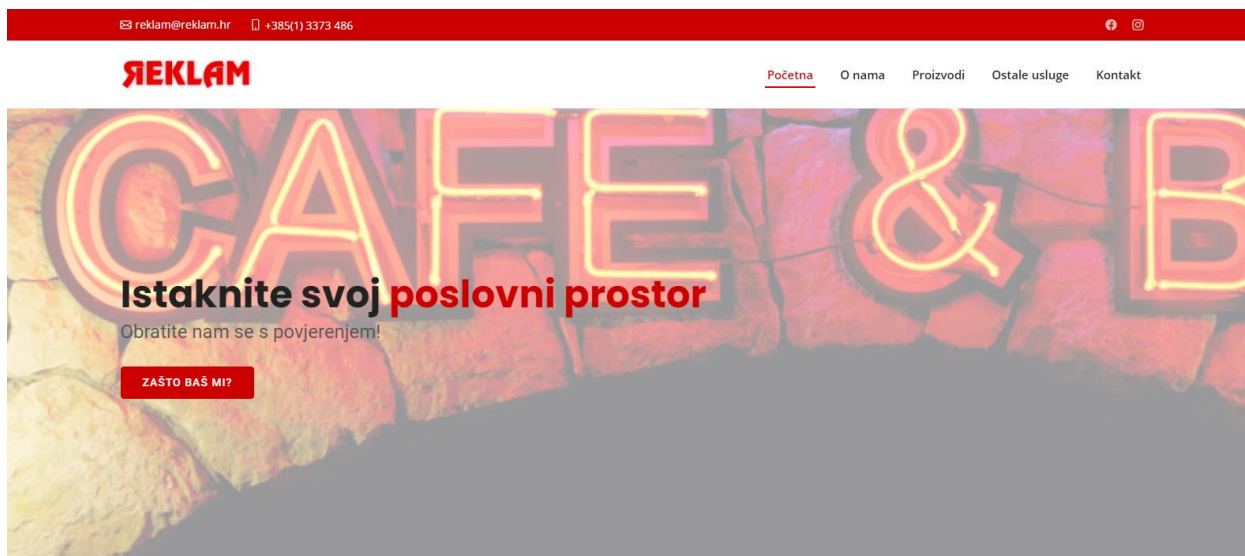 reklam@reklam.hr +385(1) 3373 486
REKLAM
Početna O nama Proizvodi Ostale usluge Kontakt
CAFE & B
Istaknite svoj poslovni prostor
Obratite nam se s povjerenjem!
ZAŠTO BAŠ MI?